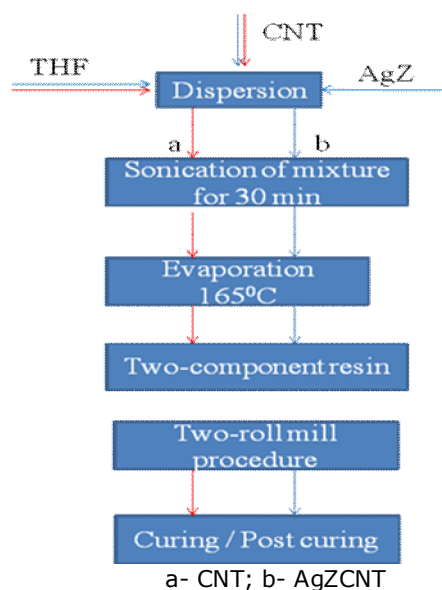 CNT
THF
AgZ
Dispersion
a
b
Sonication of mixture
for 30 min
Evaporation
165⁰C
Two-component resin
Two-roll mill
procedure
Curing / Post curing
a- CNT; b- AgZCNT